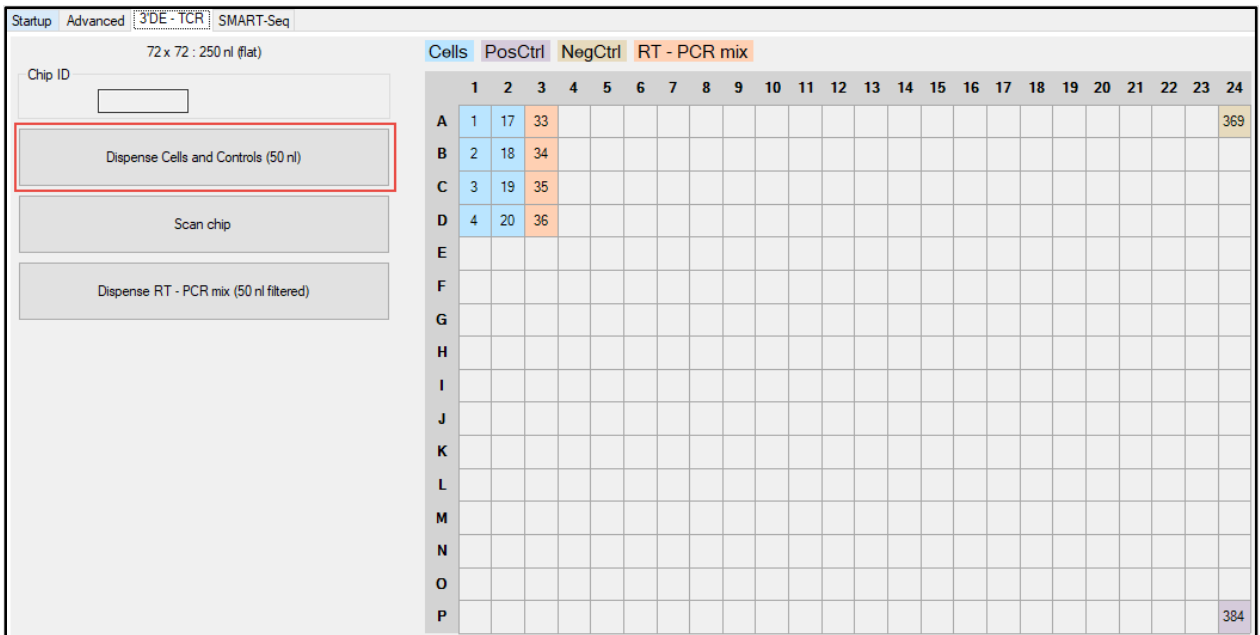 Startup Advanced 3'DE - TCR SMART-Seq
72 x 72 : 250 nl (flat)
Chip ID
Dispense Cells and Controls (50 nl)
Scan chip
Dispense RT - PCR mix (50 nl filtered)
Cells PosCtrl NegCtrl RT - PCR mix
1 2 3 4 5 6 7 8 9 10 11 12 13 14 15 16 17 18 19 20 21 22 23 24
A 1 17 33 369
B 2 18 34
C 3 19 35
D 4 20 36
E
F
G
H
I
J
K
L
M
N
O
P 384